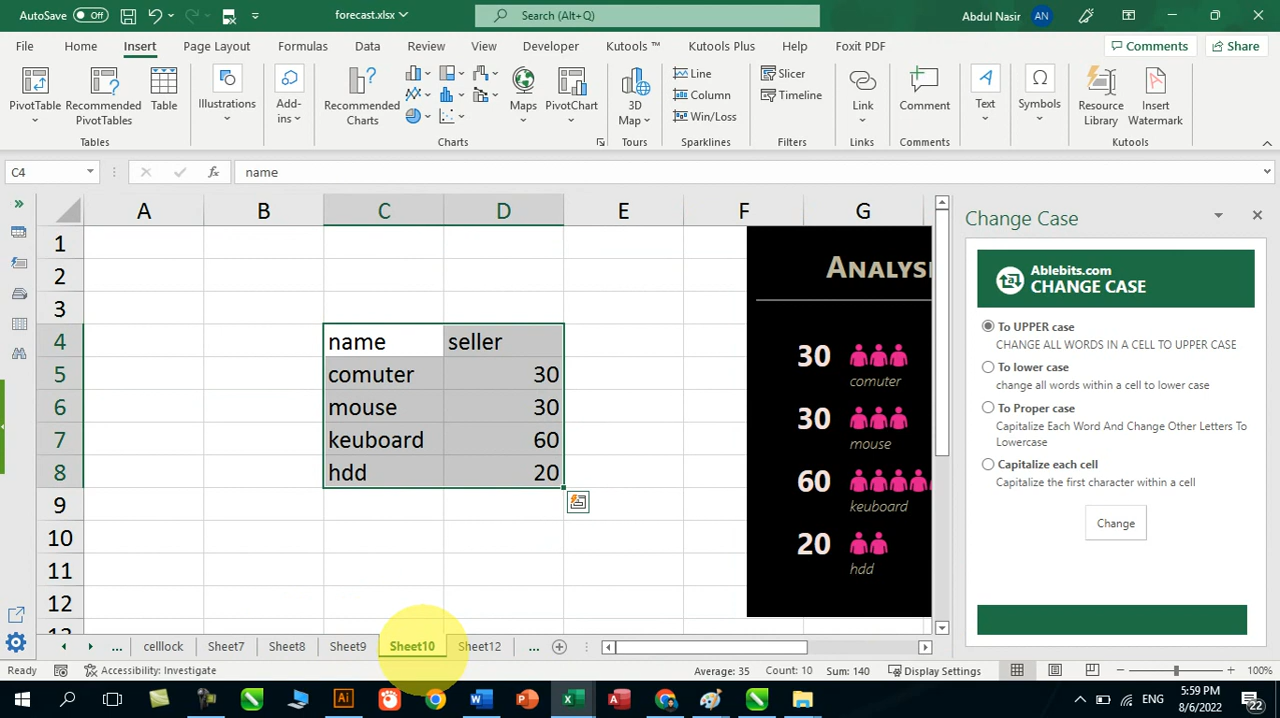 AutoSave Off forecast.xlsx Search (Alt+Q) Abdul Nasir AN
File Home Insert Page Layout Formulas Data Review View Developer Kutools ™ Kutools Plus Help Foxit PDF Comments Share
PivotTable Recommended PivotTables Table Illustrations Add-ins Recommended Charts Maps PivotChart 3D Map Line Column Win/Loss Slicer Timeline Link Comment Text Symbols Resource Library Insert Watermark
Tables Charts Tours Sparklines Filters Links Comments Kutools
C4 fx name
A B C D E F G
1
2
3
4 name seller
5 comuter 30
6 mouse 30
7 keuboard 60
8 hdd 20
9
10
11
12
Analys
30 comuter
30 mouse
60 keuboard
20 hdd
Change Case
Ablebits.com
CHANGE CASE
To UPPER case
CHANGE ALL WORDS IN A CELL TO UPPER CASE
To lower case
change all words within a cell to lower case
To Proper case
Capitalize Each Word And Change Other Letters To
Lowercase
Capitalize each cell
Capitalize the first character within a cell
Change
... celllock Sheet7 Sheet8 Sheet9 Sheet10 Sheet12 ...
Ready Accessibility: Investigate Average: 35 Count: 10 Sum: 140 Display Settings 100%
ENG 5:59 PM
8/6/2022 22